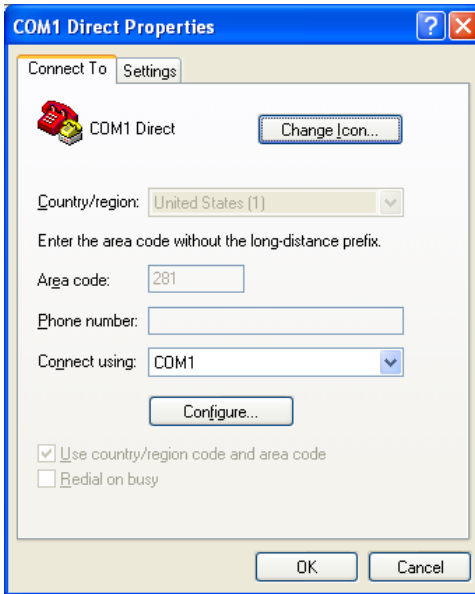 COM1 Direct Properties
Connect To Settings
COM1 Direct Change Icon...
Country/region: United States (1)
Enter the area code without the long-distance prefix.
Area code: 281
Phone number:
Connect using: COM1
Configure...
Use country/region code and area code
Redial on busy
OK Cancel